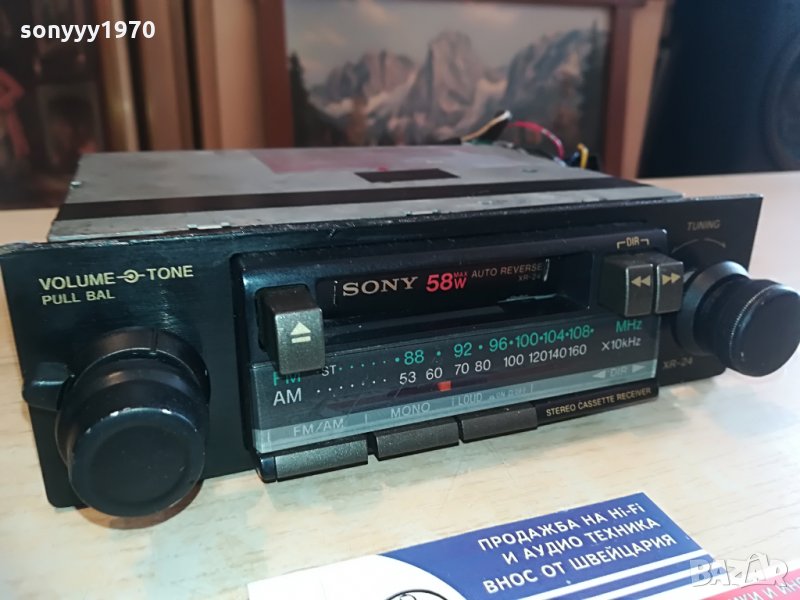 sonyyy1970
VOLUME TONE
PULL BAL
SONY 58W MAX AUTO REVERSE
XR-24
DIR
TUNING
FM ST 88 92 96 100 104 108 MHz
AM 53 60 70 80 100 120 140 160 X10kHz
XR-24
DIR
FM/AM MONO LOUD
STEREO CASSETTE RECEIVER
ПРОДАЖБА НА Hi-Fi
И АУДИО ТЕХНИКА
ВНОС ОТ ШВЕЙЦАРИЯ
BAZAR